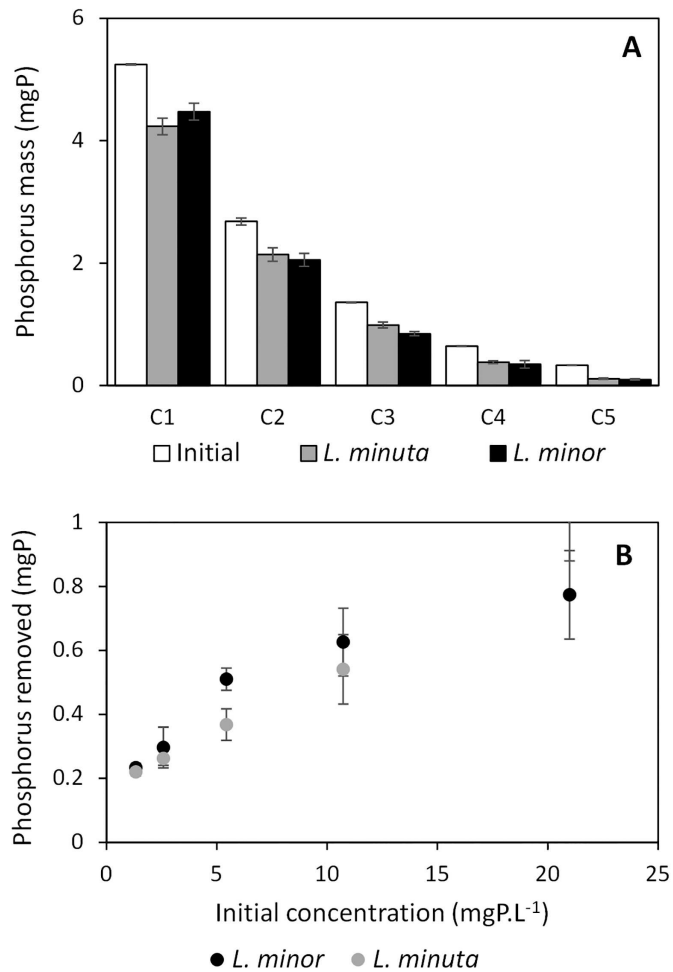 A
Phosphorus mass (mgP)
6
4
2
0
C1 C2 C3 C4 C5
Initial L. minuta L. minor
B
Phosphorus removed (mgP)
1
0.8
0.6
0.4
0.2
0
0 5 10 15 20 25
Initial concentration (mgP.L⁻¹)
L. minor L. minuta